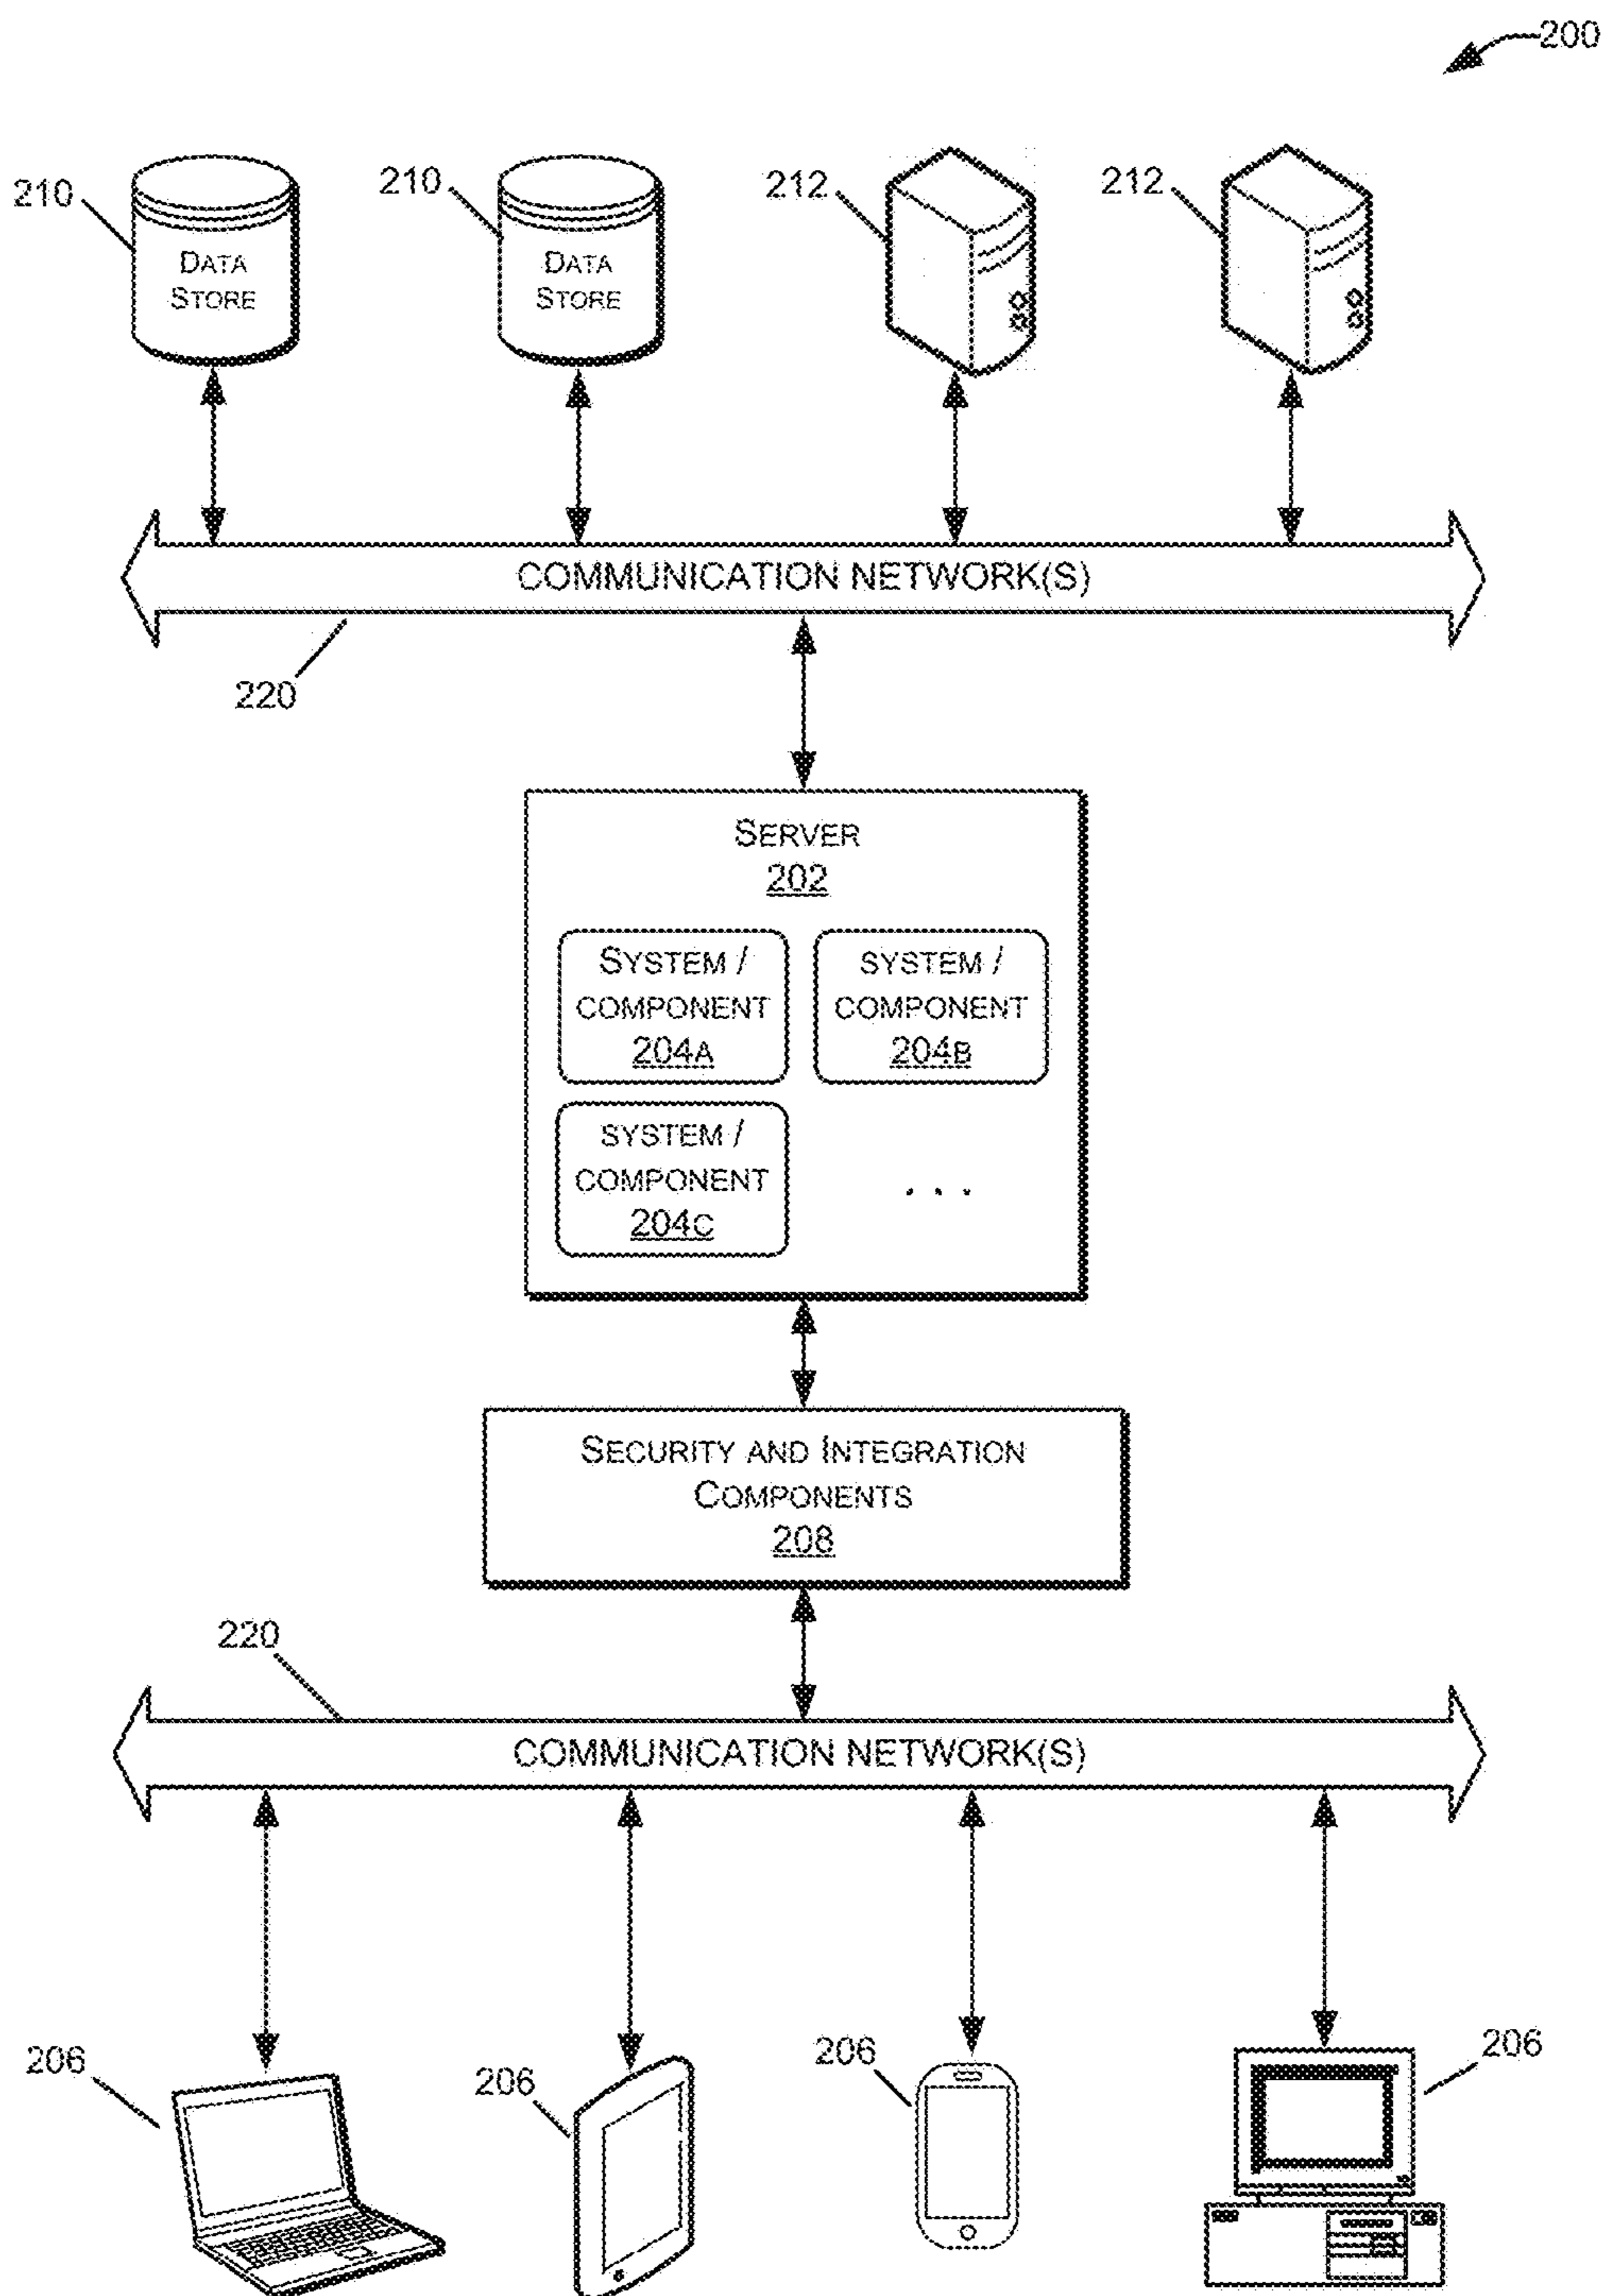 200
210
210
212
212
DATA
STORE
DATA
STORE
COMMUNICATION NETWORK(S)
220
SERVER
202
SYSTEM /
COMPONENT
204A
SYSTEM /
COMPONENT
204B
SYSTEM /
COMPONENT
204C
. . .
SECURITY AND INTEGRATION
COMPONENTS
208
220
COMMUNICATION NETWORK(S)
206
206
206
206